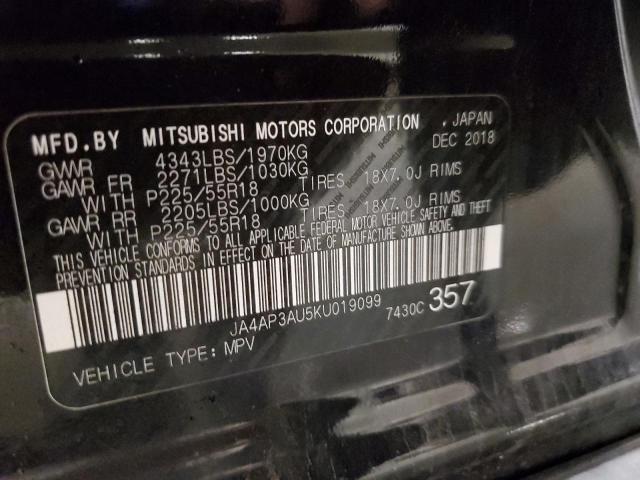 MFD.BY MITSUBISHI MOTORS CORPORATION , JAPAN
DEC 2018
GVWR 4343LBS/1970KG
GAWR FR 2271LBS/1030KG
WITH P225/55R18 TIRES 18X7.0J RIMS
GAWR RR 2205LBS/1000KG
WITH P225/55R18 TIRES 18X7.0J RIMS
THIS VEHICLE CONFORMS TO ALL APPLICABLE FEDERAL MOTOR VEHICLE SAFETY AND THEFT
PREVENTION STANDARDS IN EFFECT ON THE DATE OF MANUFACTURE SHOWN ABOVE.
JA4AP3AU5KU019099 7430C 357
VEHICLE TYPE: MPV